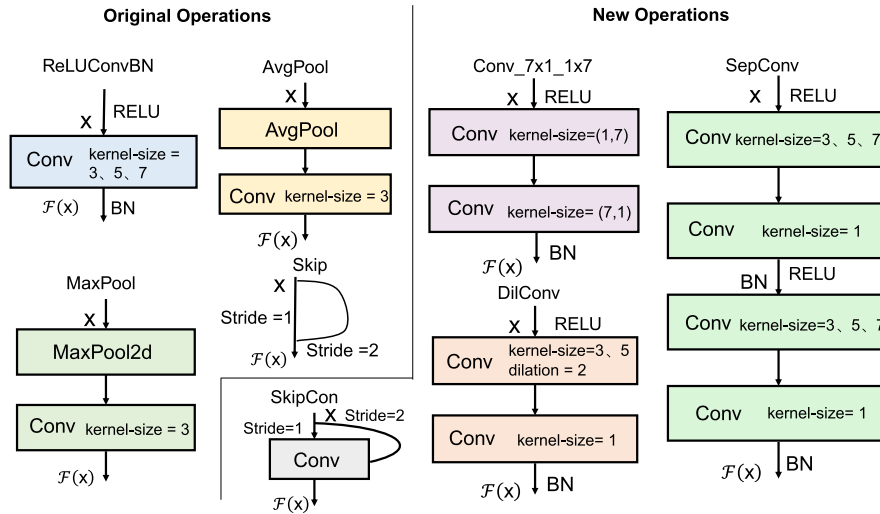 Original Operations
ReLUConvBN
X
RELU
Conv kernel-size =
3、5、7
BN
ℱ(x)
AvgPool
X
AvgPool
Conv kernel-size = 3
ℱ(x)
MaxPool
X
MaxPool2d
Conv kernel-size = 3
ℱ(x)
Skip
X
Stride =1
Stride =2
ℱ(x)
New Operations
SkipCon
X
Stride=2
Stride=1
Conv
ℱ(x)
Conv_7x1_1x7
X
RELU
Conv kernel-size=(1,7)
Conv kernel-size= (7,1)
BN
ℱ(x)
DilConv
X
RELU
Conv kernel-size=3、5
dilation = 2
Conv kernel-size= 1
BN
ℱ(x)
SepConv
X
RELU
Conv kernel-size=3、5、7
Conv kernel-size= 1
BN
RELU
Conv kernel-size=3、5、7
Conv kernel-size= 1
ℱ(x)
BN